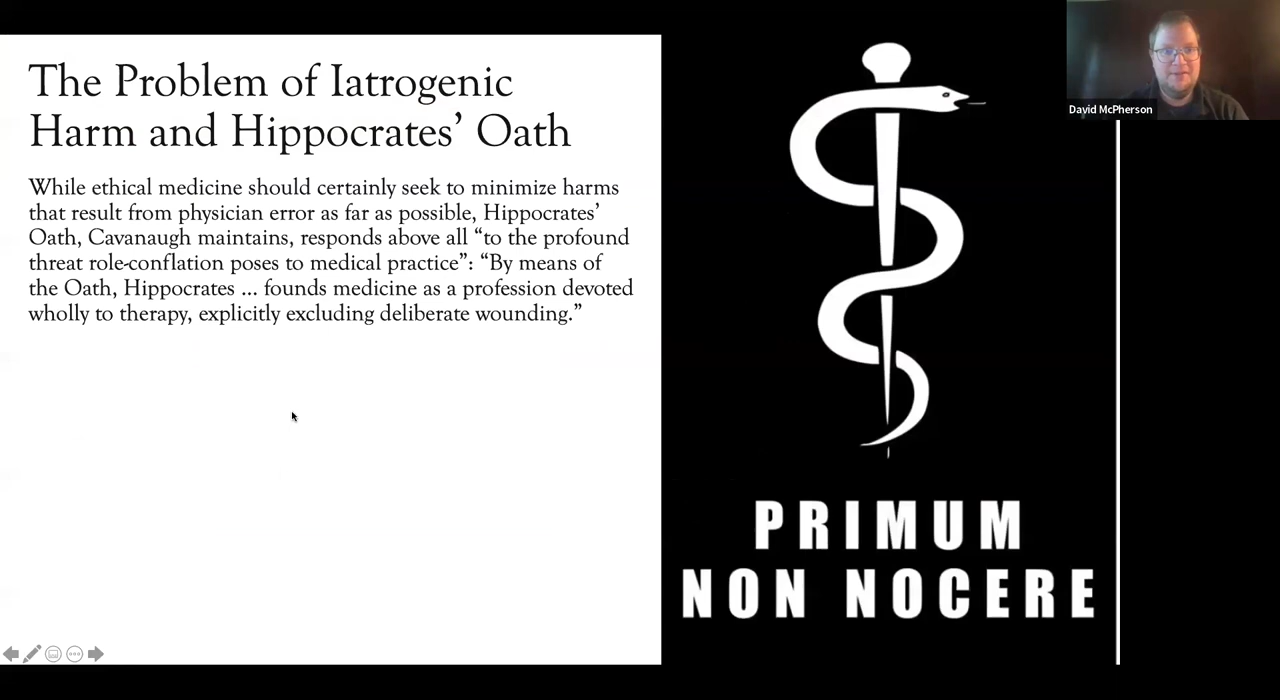 The Problem of Iatrogenic
Harm and Hippocrates’ Oath
While ethical medicine should certainly seek to minimize harms
that result from physician error as far as possible, Hippocrates’
Oath, Cavanaugh maintains, responds above all “to the profound
threat role-conflation poses to medical practice”: “By means of
the Oath, Hippocrates ... founds medicine as a profession devoted
wholly to therapy, explicitly excluding deliberate wounding.”
PRIMUM
NON NOCERE
David McPherson